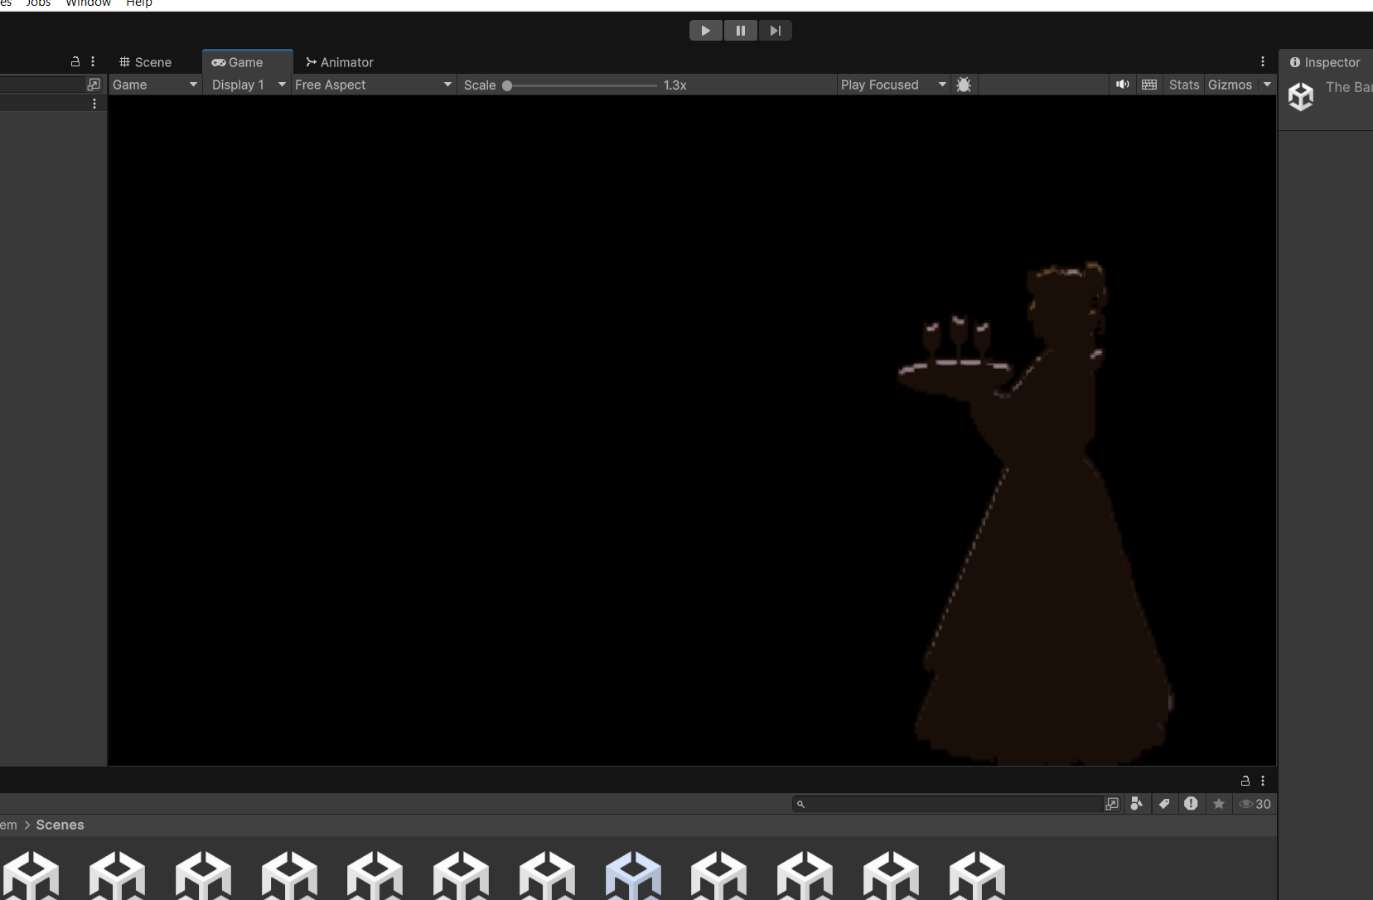 es Jobs Window Help
Scene Game Animator Inspector
Game Display 1 Free Aspect Scale 1.3x Play Focused Stats Gizmos The Bar
30
em > Scenes